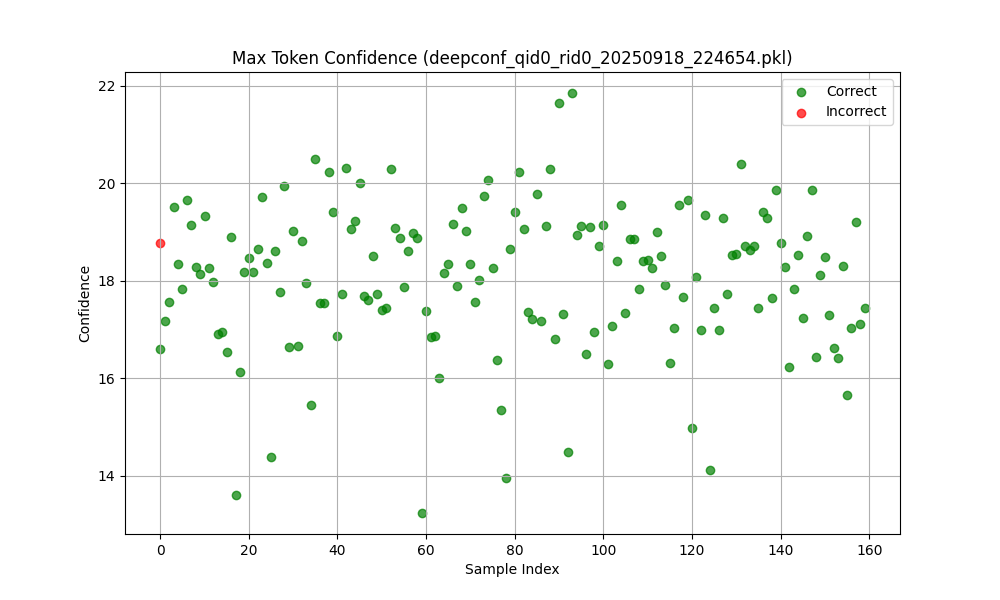 Max Token Confidence (deepconf_qid0_rid0_20250918_224654.pkl)
Correct
Incorrect
Confidence
22
20
18
16
14
0 20 40 60 80 100 120 140 160
Sample Index